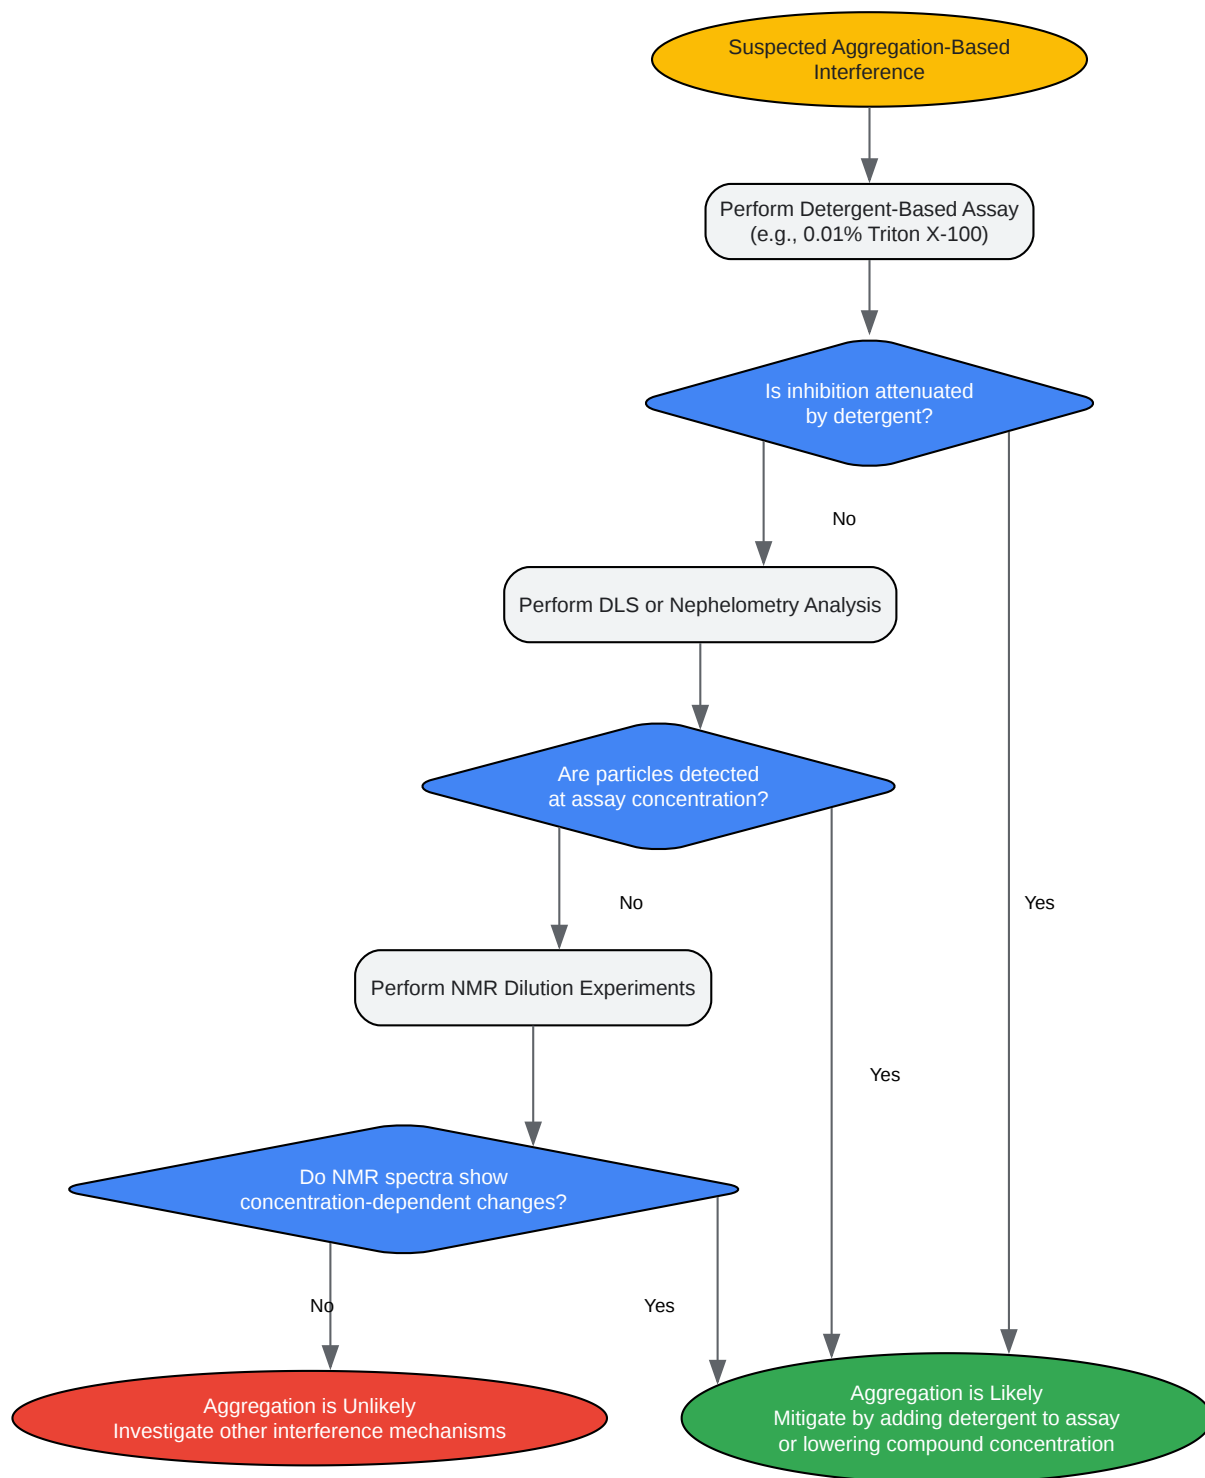 Suspected Aggregation-Based
Interference
Perform Detergent-Based Assay
(e.g., 0.01% Triton X-100)
Is inhibition attenuated
by detergent?
No
Perform DLS or Nephelometry Analysis
Are particles detected
at assay concentration?
No
Yes
Perform NMR Dilution Experiments
Yes
Do NMR spectra show
concentration-dependent changes?
No
Yes
Aggregation is Unlikely
Investigate other interference mechanisms
Aggregation is Likely
Mitigate by adding detergent to assay
or lowering compound concentration